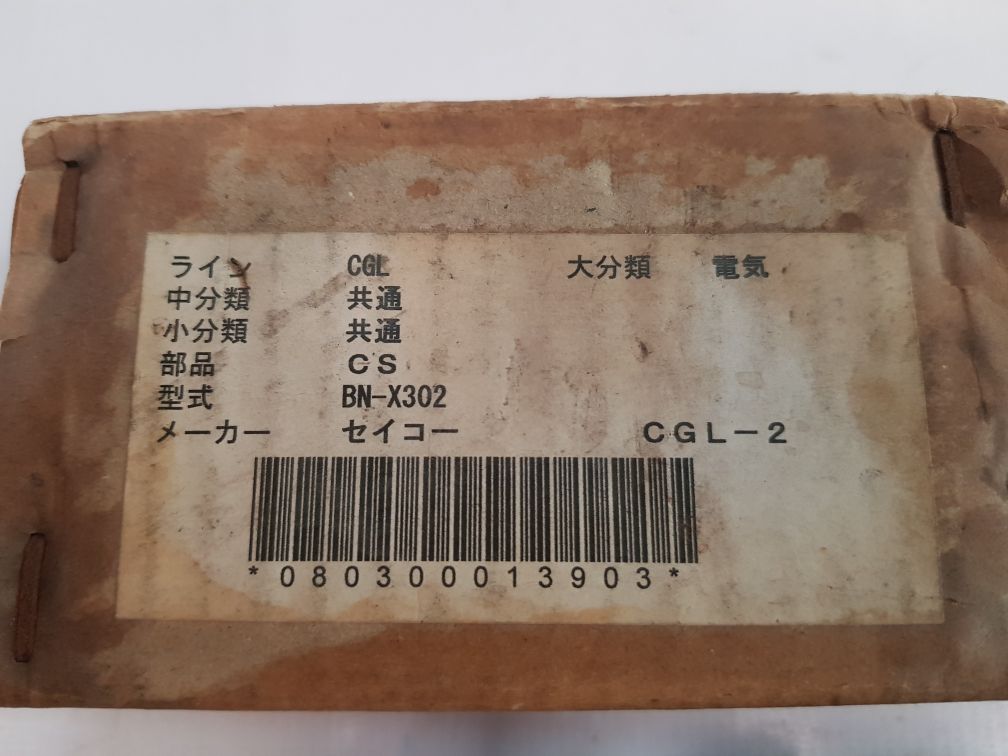 ライン CGL 大分類 電気
中分類 共通
小分類 共通
部品 CS
型式 BN-X302
メーカー セイコー CGL-2
*080300013903*